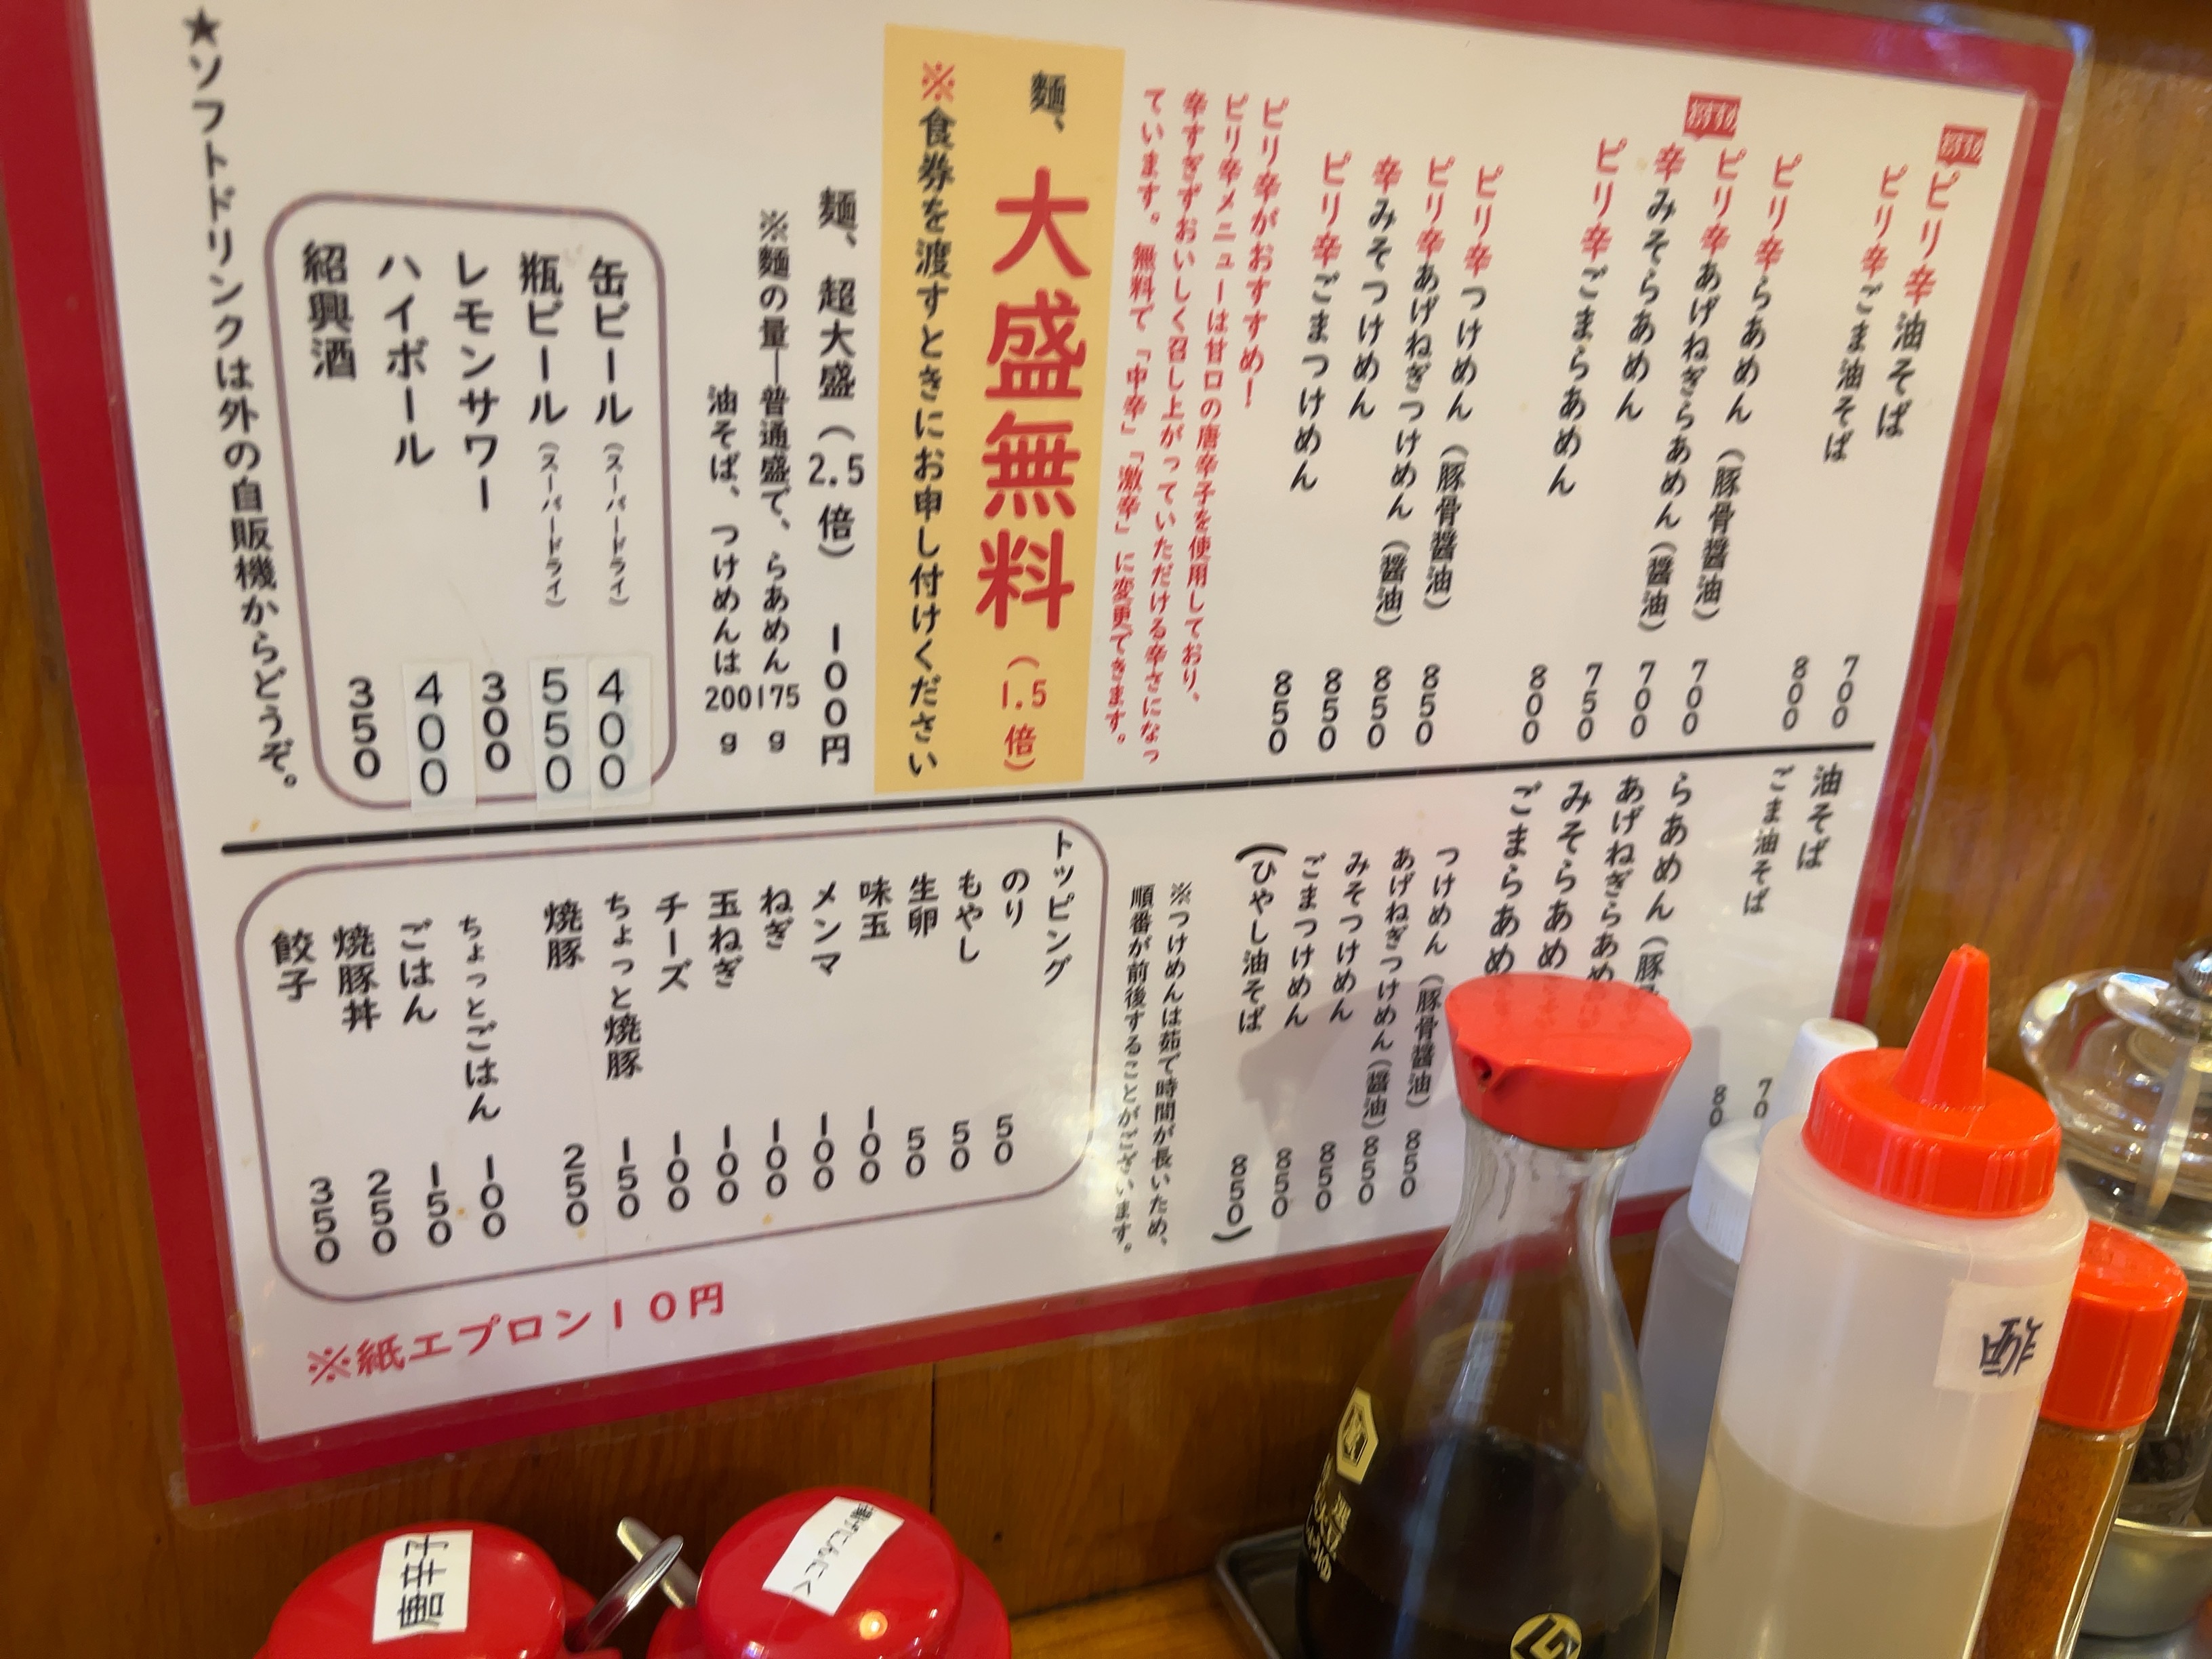 おすすめ
ピリ辛油そば 700
ピリ辛ごま油そば 800
ピリ辛らあめん（豚骨醤油） 700
おすすめ
ピリ辛あげねぎらあめん（醤油） 700
辛みそらあめん 750
ピリ辛ごまらあめん 800
ピリ辛つけめん（豚骨醤油） 850
ピリ辛あげねぎつけめん（醤油） 850
辛みそつけめん 850
ピリ辛ごまつけめん 850
ピリ辛がおすすめ！
ピリ辛メニューは甘口の唐辛子を使用しており、
辛すぎずおいしく召し上がっていただける辛さになっ
ています。無料で「中辛」「激辛」に変更できます。
麺、大盛無料（1.5倍）
※食券を渡すときにお申し付けください
麺、超大盛（2.5倍） 100円
※麺の量―普通盛で、らあめん175g
油そば、つけめんは200g
缶ビール（スーパードライ） 400
瓶ビール（スーパードライ） 550
レモンサワー 300
ハイボール 400
紹興酒 350
★ソフトドリンクは外の自販機からどうぞ。
油そば 70
ごま油そば 80
らあめん（豚
あげねぎらあめ
みそらあめ
ごまらあめ
つけめん（豚骨醤油） 850
あげねぎつけめん（醤油） 850
みそつけめん 850
ごまつけめん 850
（ひやし油そば 850）
※つけめんは茹で時間が長いため、
順番が前後することがございます。
トッピング
のり 50
もやし 50
生卵 50
味玉 100
メンマ 100
ねぎ 100
玉ねぎ 100
チーズ 100
ちょっと焼豚 150
焼豚 250
ちょっとごはん 100
ごはん 150
焼豚丼 250
餃子 350
※紙エプロン10円
酢
唐辛子